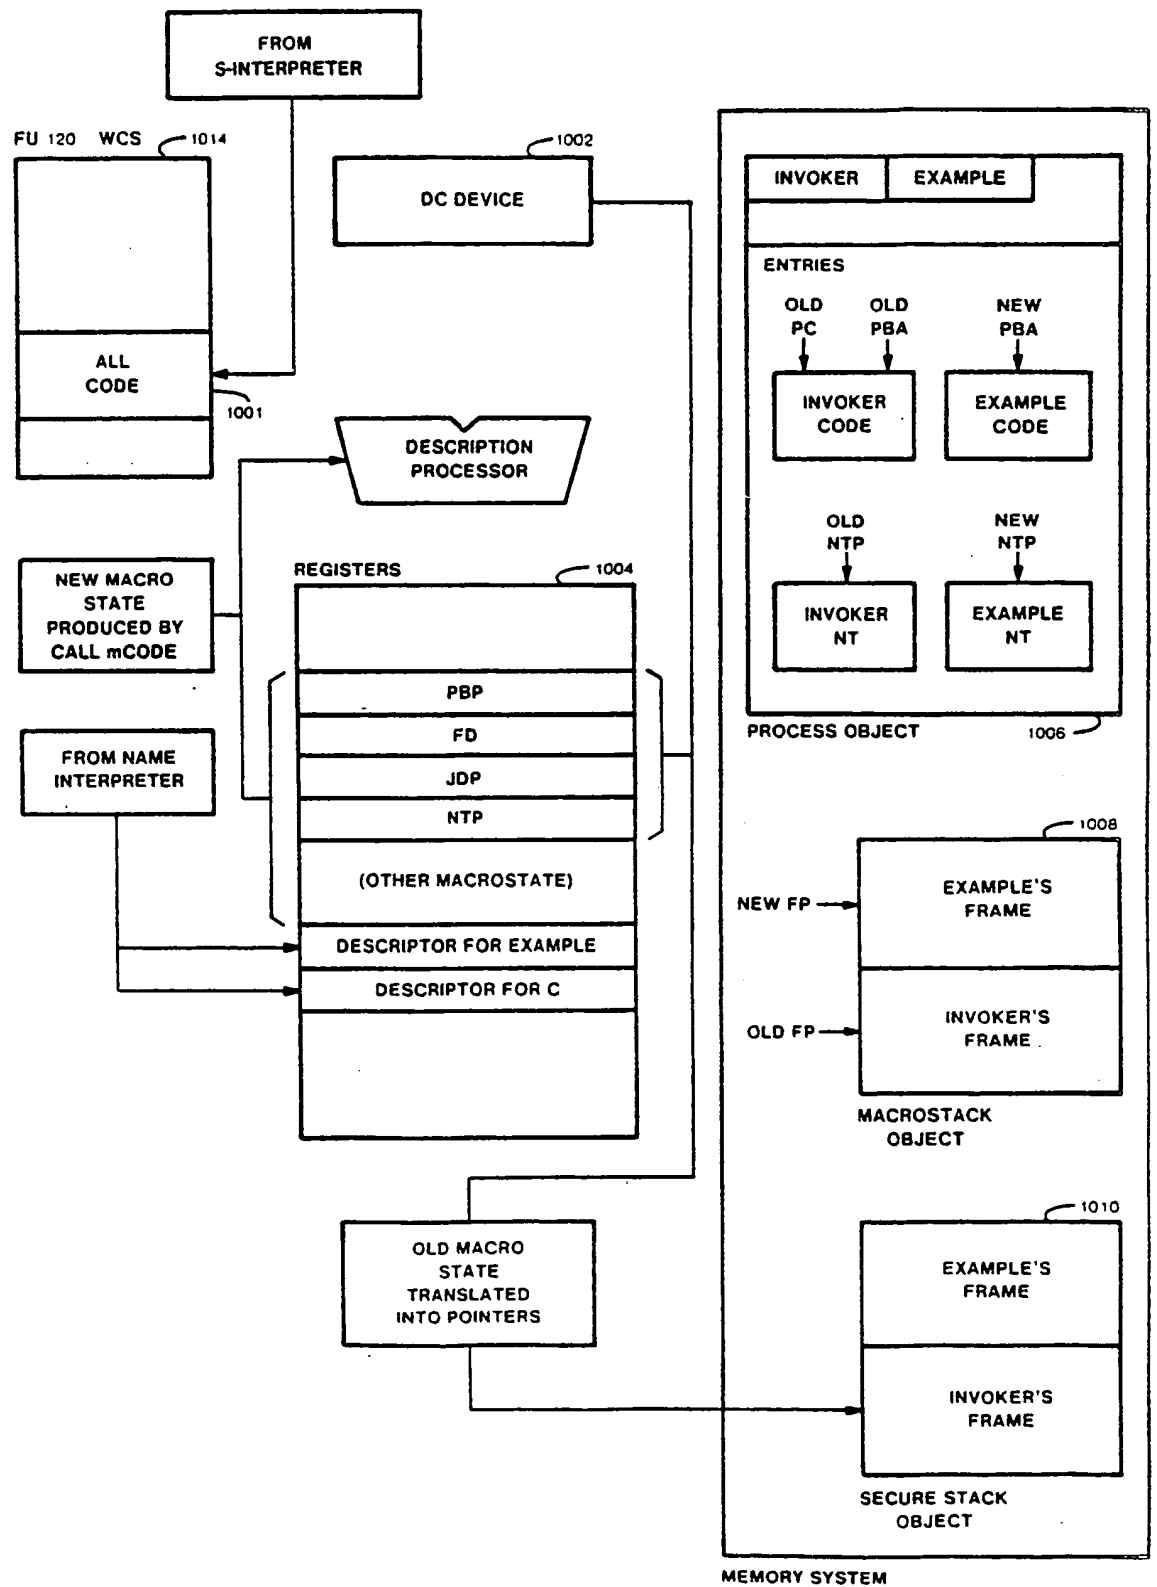 FROM
S-INTERPRETER
FU 120 WCS
1014
1002
DC DEVICE
INVOKER
EXAMPLE
ENTRIES
OLD
PC
OLD
PBA
NEW
PBA
ALL
CODE
1001
INVOKER
CODE
EXAMPLE
CODE
DESCRIPTION
PROCESSOR
OLD
NTP
NEW
NTP
NEW MACRO
STATE
PRODUCED BY
CALL mCODE
REGISTERS
1004
INVOKER
NT
EXAMPLE
NT
PBP
FD
JDP
NTP
(OTHER MACROSTATE)
DESCRIPTOR FOR EXAMPLE
DESCRIPTOR FOR C
FROM NAME
INTERPRETER
PROCESS OBJECT
1006
1008
NEW FP
EXAMPLE'S
FRAME
OLD FP
INVOKER'S
FRAME
MACROSTACK
OBJECT
1010
OLD MACRO
STATE
TRANSLATED
INTO POINTERS
EXAMPLE'S
FRAME
INVOKER'S
FRAME
SECURE STACK
OBJECT
MEMORY SYSTEM